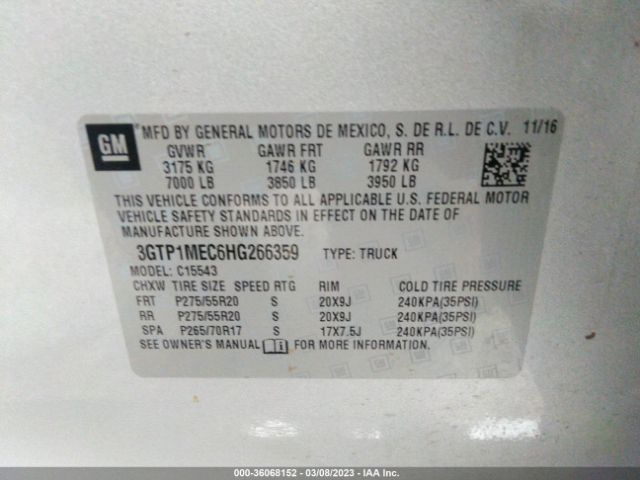 GM MFD BY GENERAL MOTORS DE MEXICO, S. DE R.L. DE C.V. 11/16
GVWR GAWR FRT GAWR RR
3175 KG 1746 KG 1792 KG
7000 LB 3850 LB 3950 LB
THIS VEHICLE CONFORMS TO ALL APPLICABLE U.S. FEDERAL MOTOR
VEHICLE SAFETY STANDARDS IN EFFECT ON THE DATE OF
MANUFACTURE SHOWN ABOVE.
3GTP1MEC6HG266359 TYPE: TRUCK
MODEL: C15543
CHXW TIRE SIZE SPEED RTG RIM COLD TIRE PRESSURE
FRT P275/55R20 S 20X9J 240KPA(35PSI)
RR P275/55R20 S 20X9J 240KPA(35PSI)
SPA P265/70R17 S 17X7.5J 240KPA(35PSI)
SEE OWNER'S MANUAL FOR MORE INFORMATION.
000-36068152 - 03/08/2023 - IAA Inc.